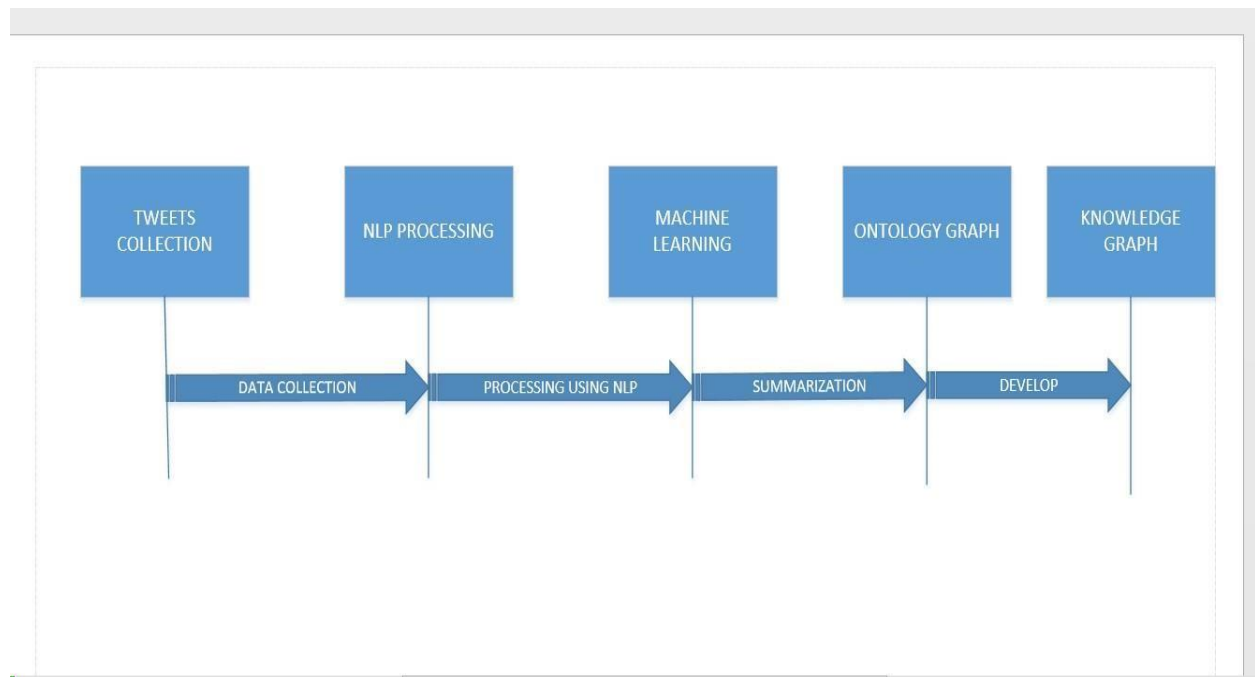 TWEETS
COLLECTION
NLP PROCESSING
MACHINE
LEARNING
ONTOLOGY GRAPH
KNOWLEDGE
GRAPH
DATA COLLECTION
PROCESSING USING NLP
SUMMARIZATION
DEVELOP